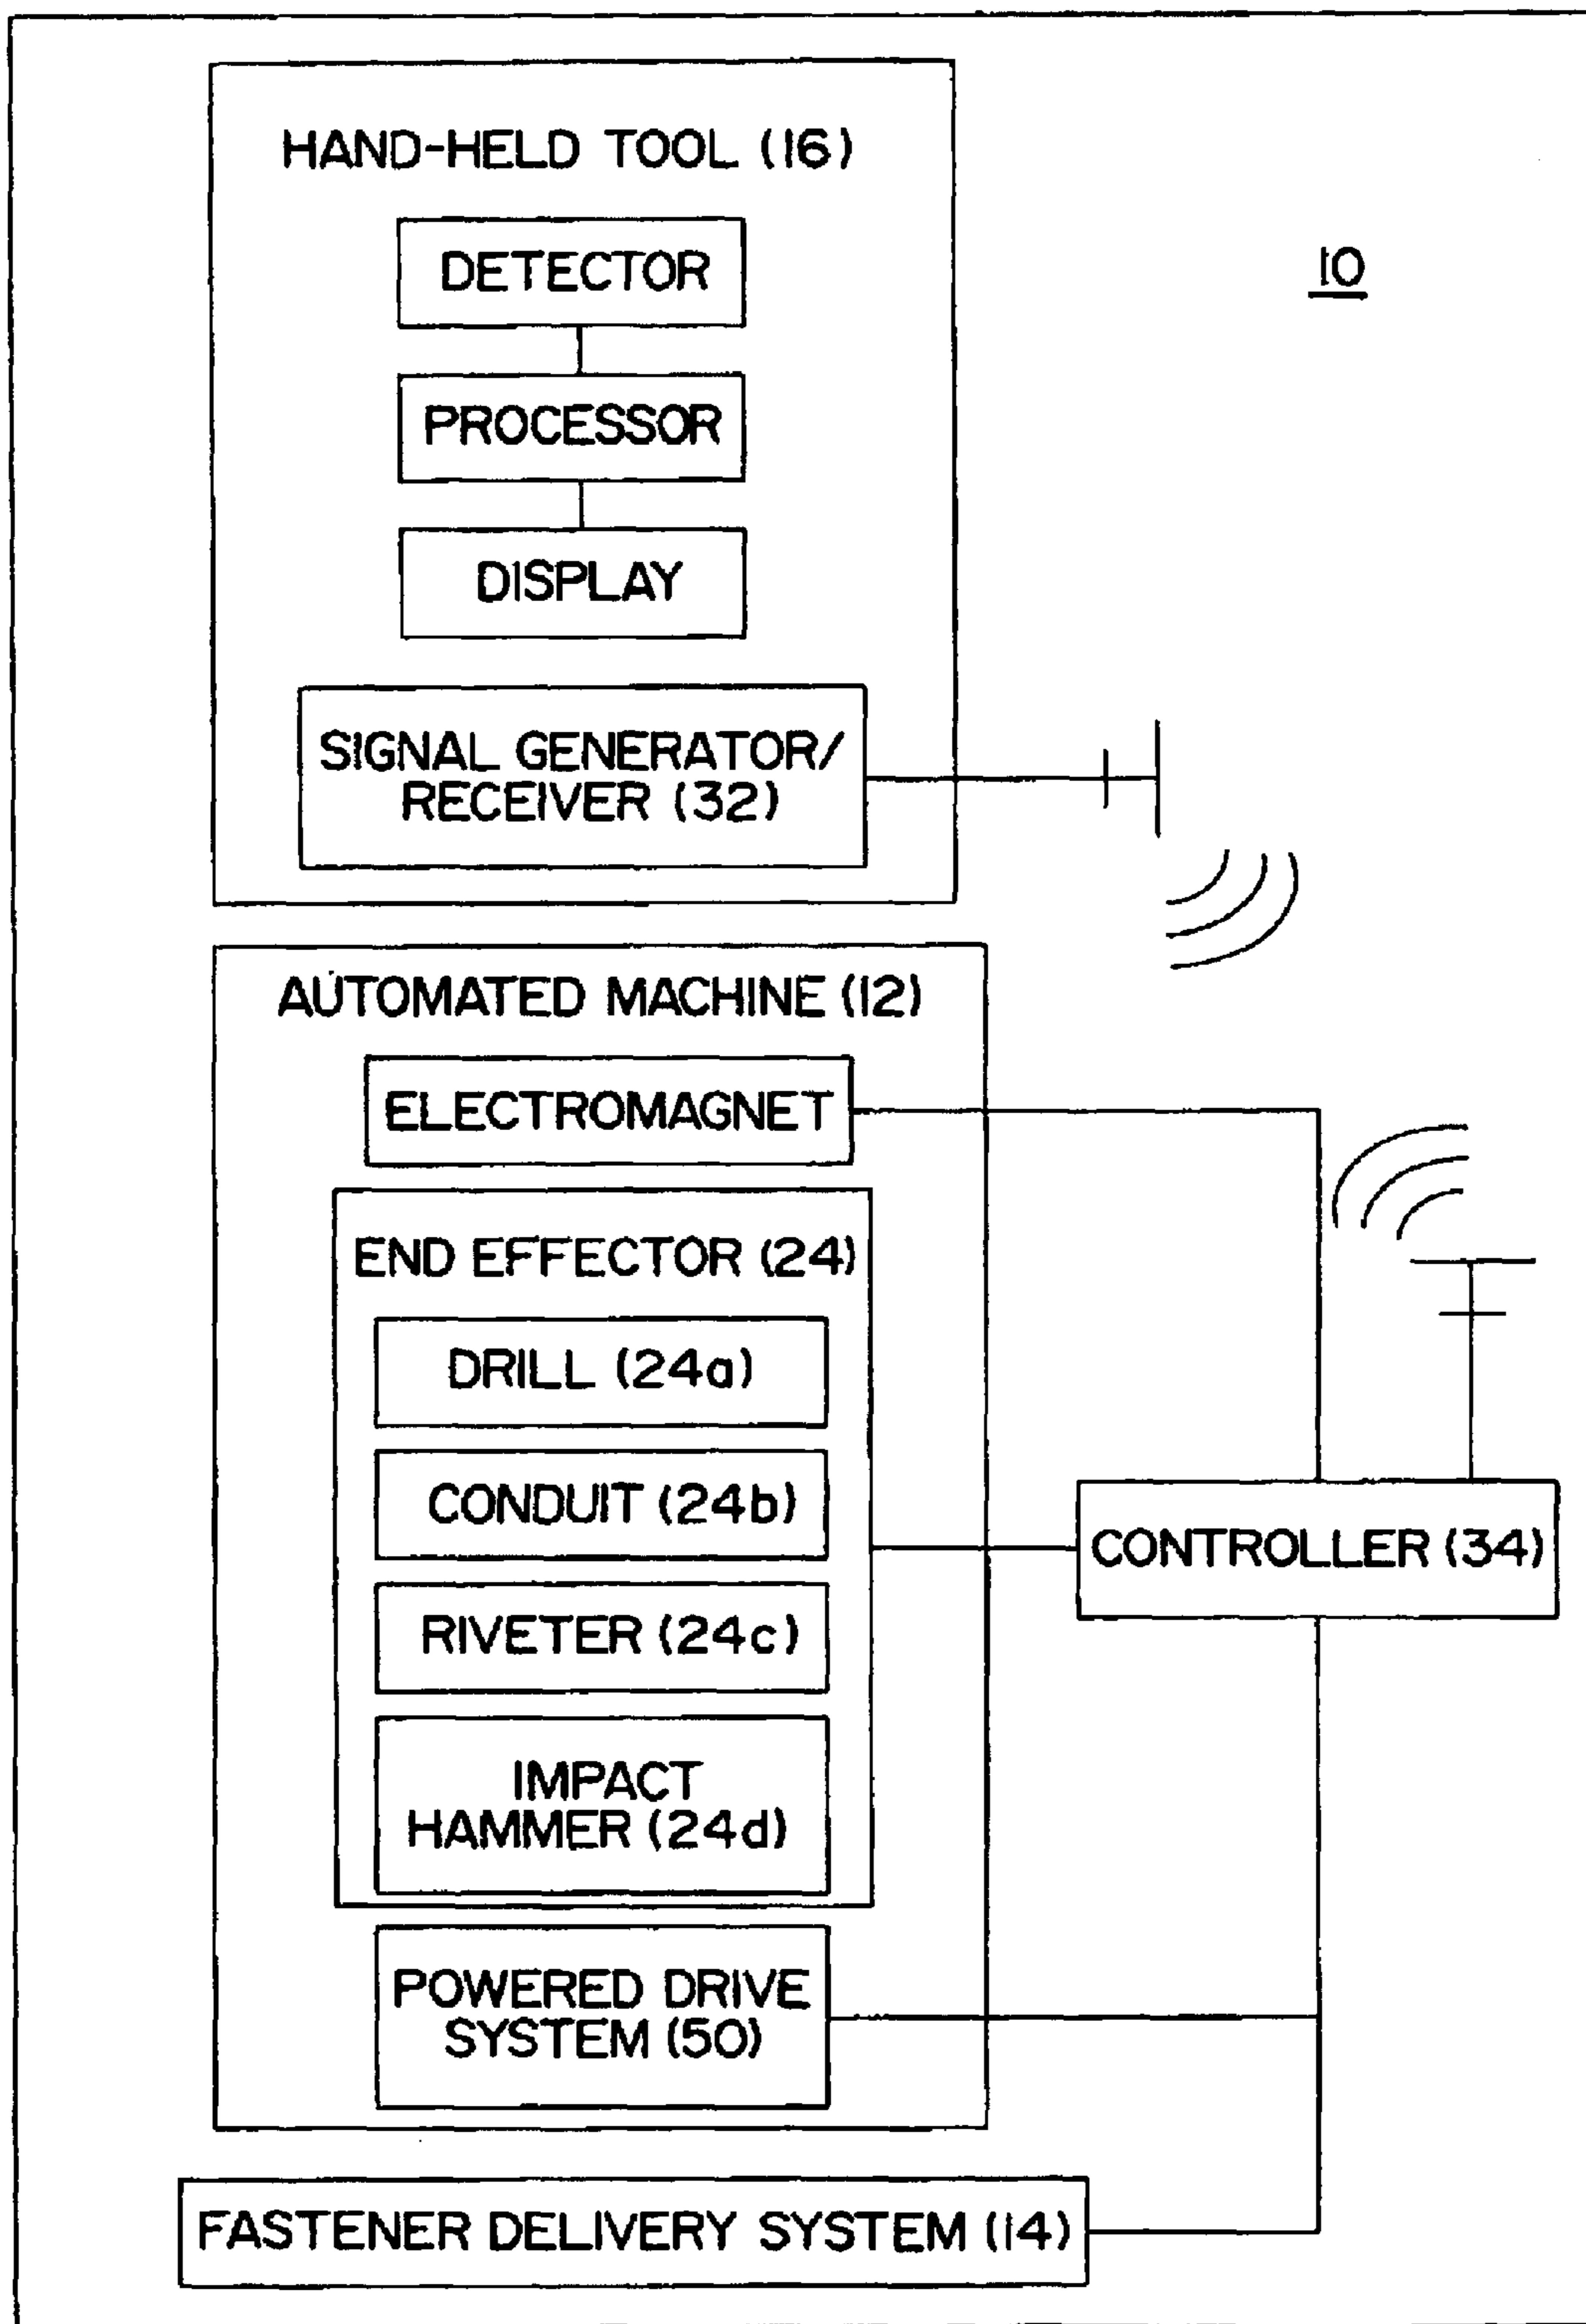 HAND-HELD TOOL (16)
DETECTOR
10
PROCESSOR
DISPLAY
SIGNAL GENERATOR/
RECEIVER (32)
AUTOMATED MACHINE (12)
ELECTROMAGNET
END EFFECTOR (24)
DRILL (24a)
CONDUIT (24b)
CONTROLLER (34)
RIVETER (24c)
IMPACT
HAMMER (24d)
POWERED DRIVE
SYSTEM (50)
FASTENER DELIVERY SYSTEM (14)